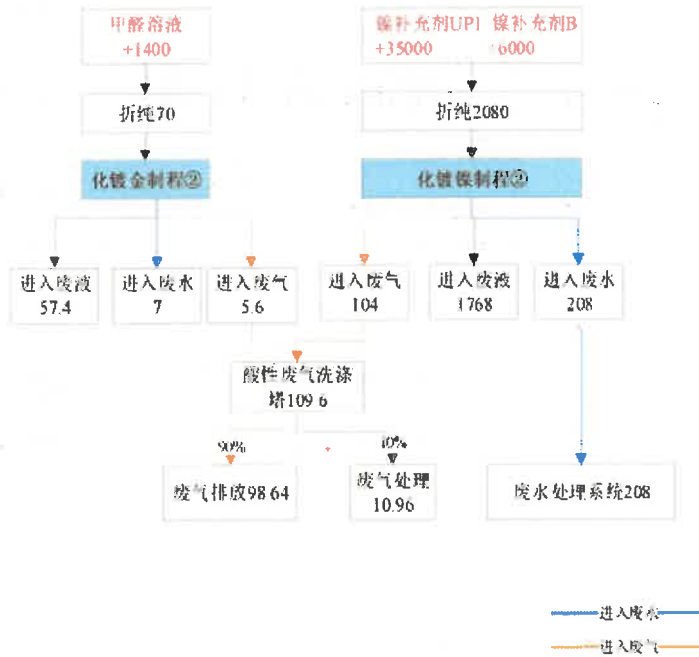 甲醛溶液
+1400
镍补充剂UP1 镍补充剂B
+35000 +6000
折纯70
折纯2080
化镀金制程②
化镀镍制程②
进入废液
57.4
进入废水
7
进入废气
5.6
进入废气
104
进入废液
1768
进入废水
208
酸性废气洗涤
塔109.6
90%
10%
废气排放98.64
废气处理
10.96
废水处理系统208
进入废水
进入废气